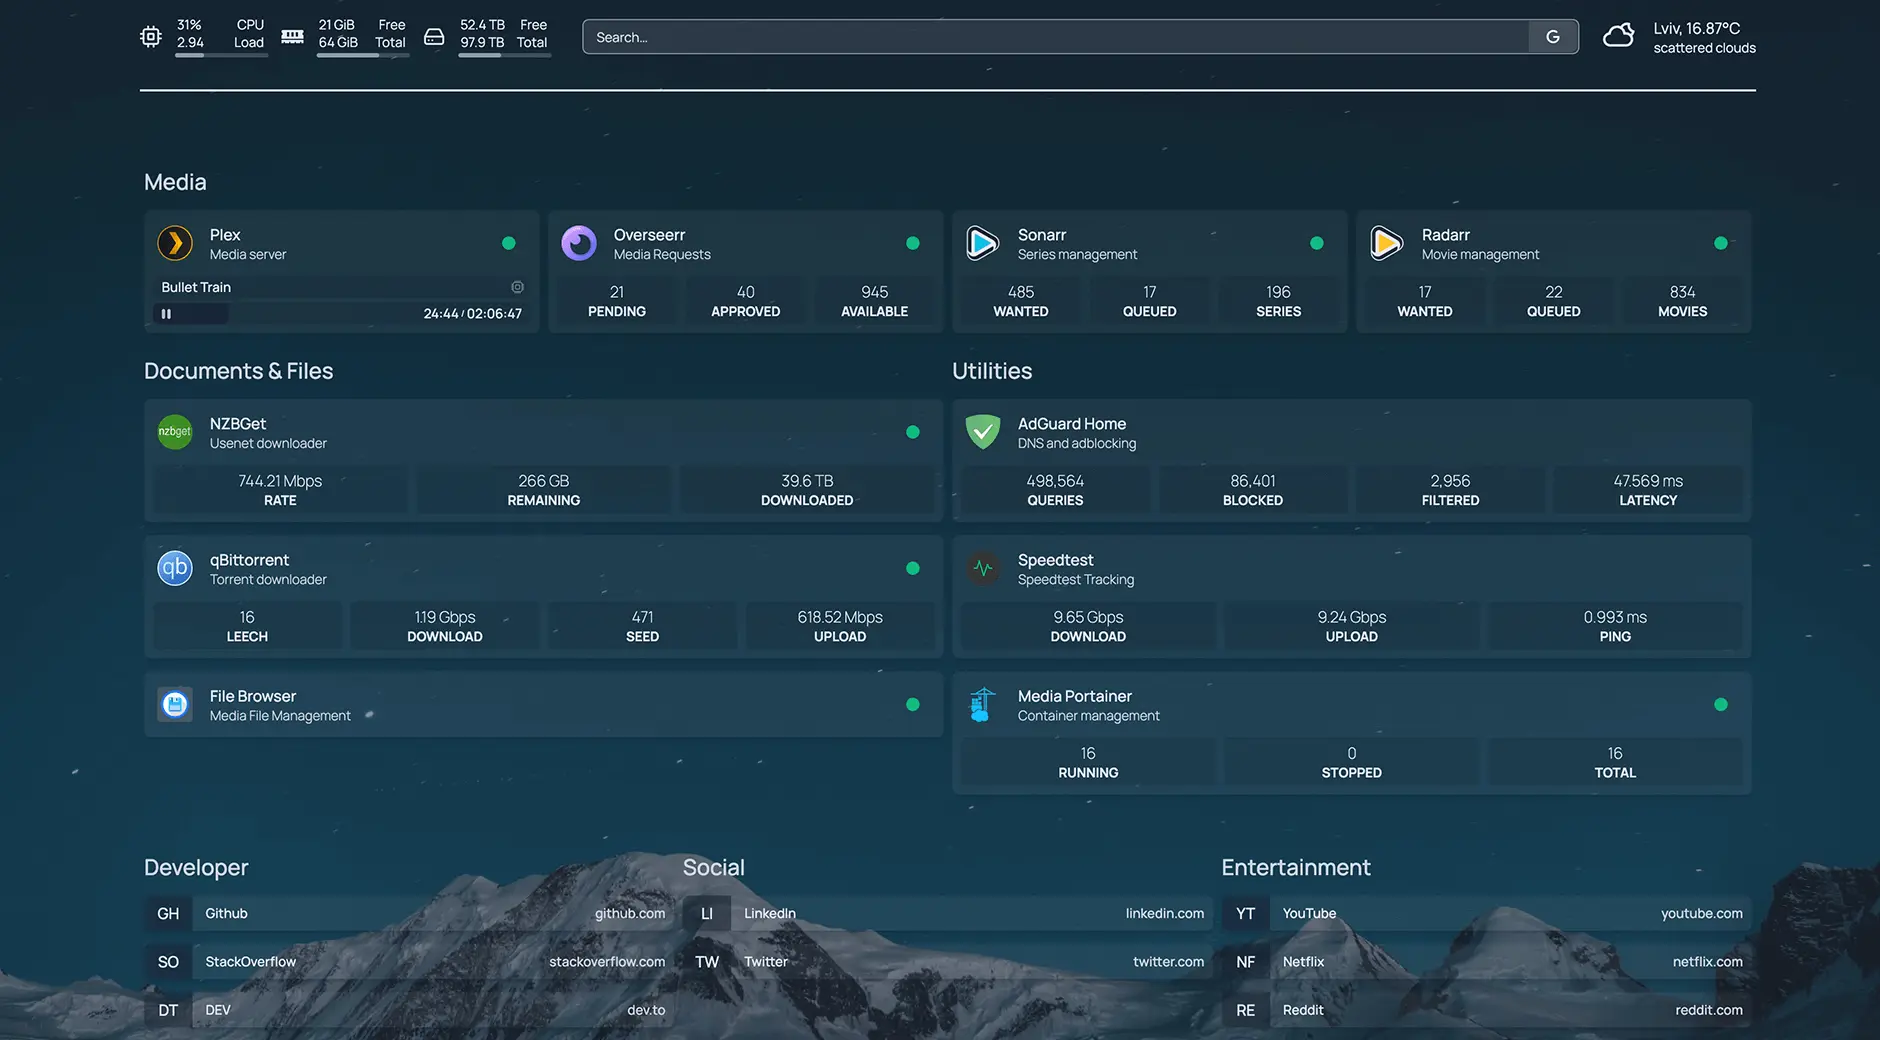 31% CPU
2.94 Load
21 GiB Free
64 GiB Total
52.4 TB Free
97.9 TB Total
Search...
G
Lviv, 16.87°C
scattered clouds
Media
Plex
Media server
Bullet Train
24:44 / 02:06:47
Overseerr
Media Requests
21 40 945
PENDING APPROVED AVAILABLE
Sonarr
Series management
485 17 196
WANTED QUEUED SERIES
Radarr
Movie management
17 22 834
WANTED QUEUED MOVIES
Documents & Files
nzbget
NZBGet
Usenet downloader
744.21 Mbps 266 GB 39.6 TB
RATE REMAINING DOWNLOADED
qb
qBittorrent
Torrent downloader
16 1.19 Gbps 471 618.52 Mbps
LEECH DOWNLOAD SEED UPLOAD
File Browser
Media File Management
Utilities
AdGuard Home
DNS and adblocking
498,564 86,401 2,956 47.569 ms
QUERIES BLOCKED FILTERED LATENCY
Speedtest
Speedtest Tracking
9.65 Gbps 9.24 Gbps 0.993 ms
DOWNLOAD UPLOAD PING
Media Portainer
Container management
16 0 16
RUNNING STOPPED TOTAL
Developer
GH Github github.com
SO StackOverflow stackoverflow.com
DT DEV dev.to
Social
LI LinkedIn linkedin.com
TW Twitter twitter.com
Entertainment
YT YouTube youtube.com
NF Netflix netflix.com
RE Reddit reddit.com